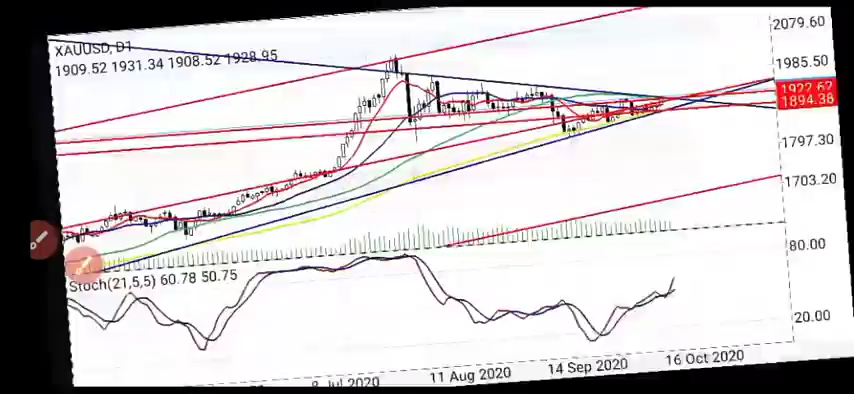 XAUUSD, D1
1909.52 1931.34 1908.52 1928.95
2079.60
1985.50
1922.62
1894.38
1797.30
1703.20
80.00
Stoch(21,5,5) 60.78 50.75
20.00
8 Jul 2020
11 Aug 2020
14 Sep 2020
16 Oct 2020